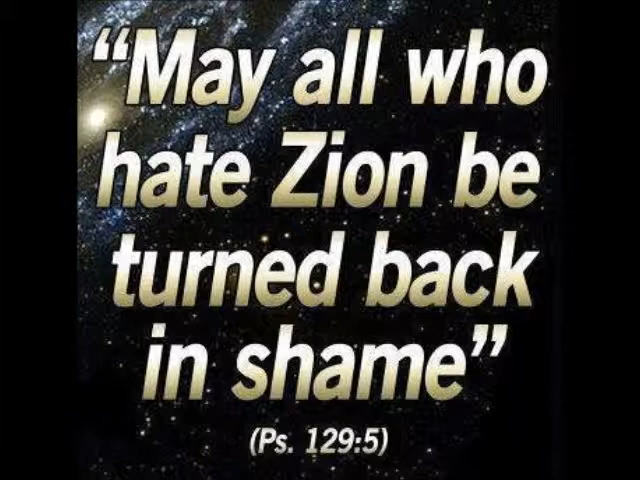 “May all who
hate Zion be
turned back
in shame”
(Ps. 129:5)